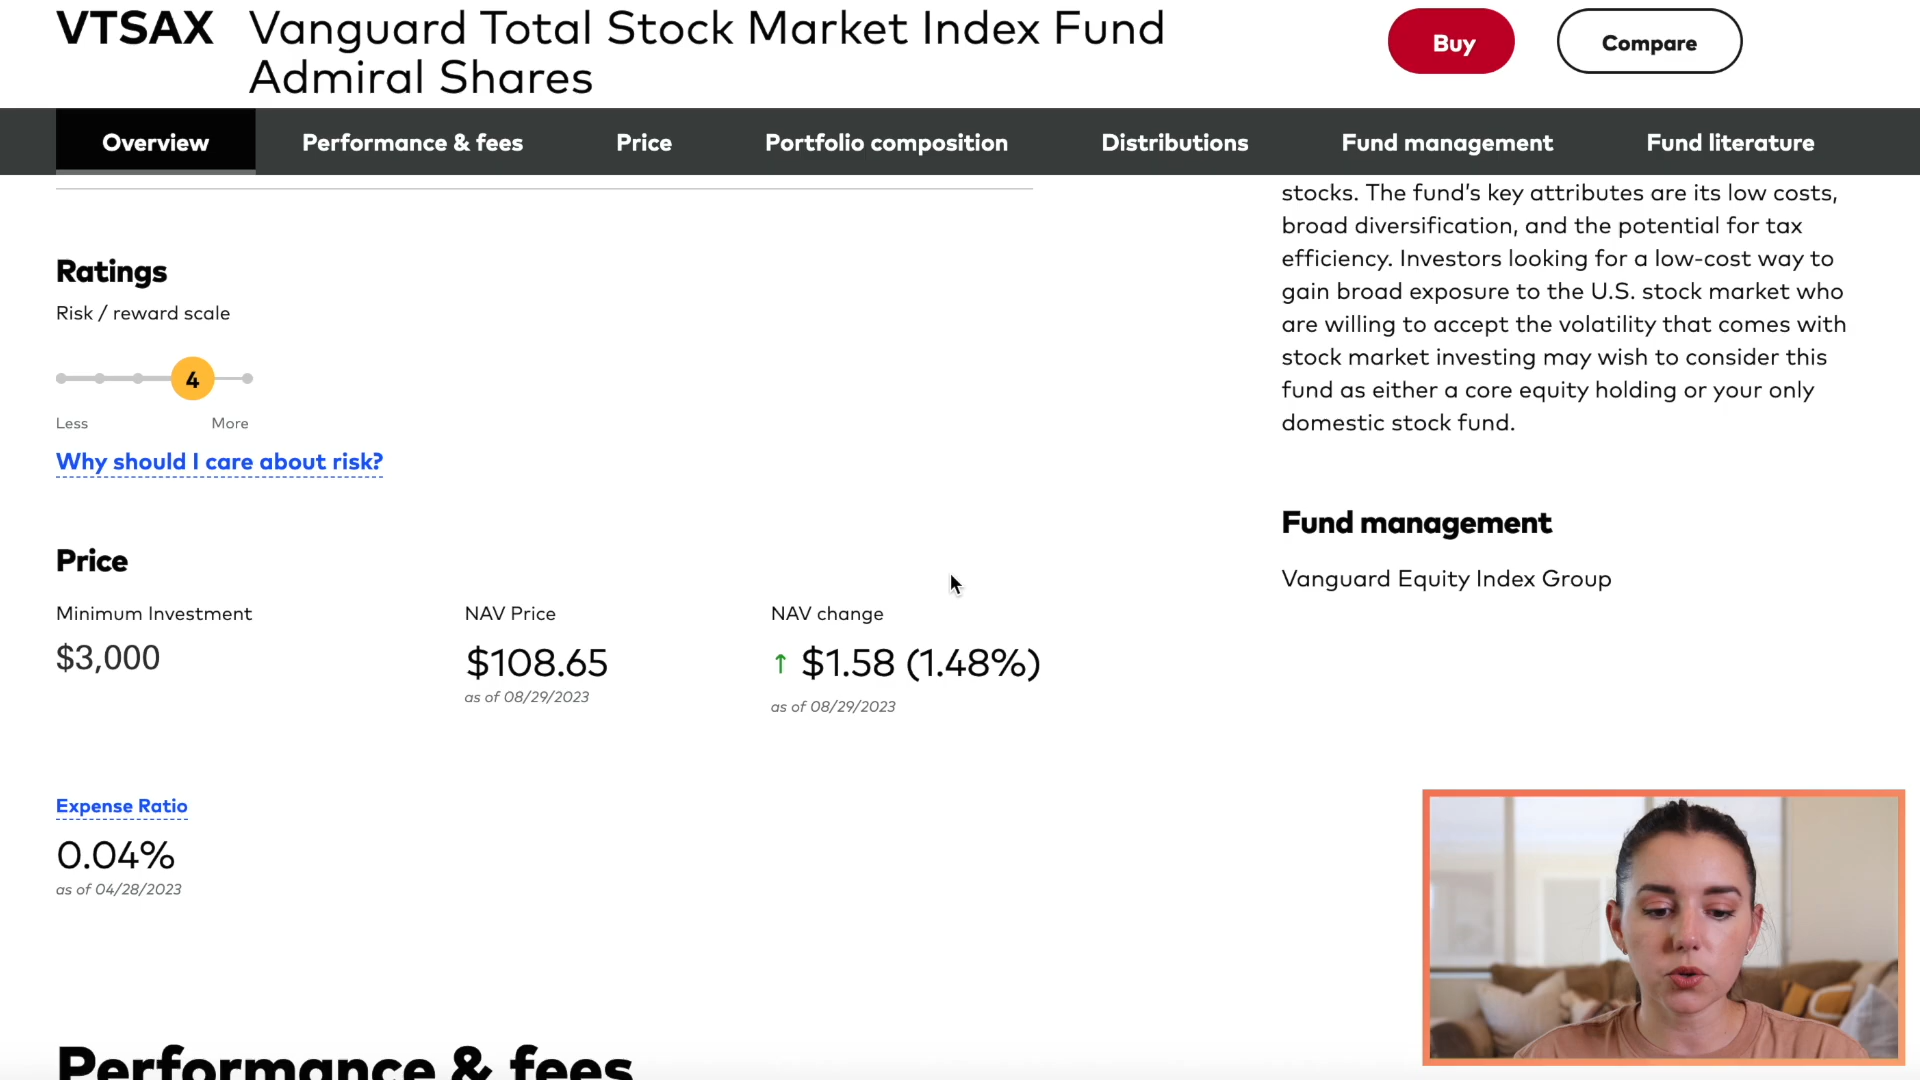 VTSAX Vanguard Total Stock Market Index Fund
Admiral Shares
Buy
Compare
Overview
Performance & fees
Price
Portfolio composition
Distributions
Fund management
Fund literature
Ratings
Risk / reward scale
4
Less
More
Why should I care about risk?
Price
Minimum Investment
$3,000
NAV Price
$108.65
as of 08/29/2023
NAV change
↑ $1.58 (1.48%)
as of 08/29/2023
Expense Ratio
0.04%
as of 04/28/2023
Performance & fees
stocks. The fund's key attributes are its low costs,
broad diversification, and the potential for tax
efficiency. Investors looking for a low-cost way to
gain broad exposure to the U.S. stock market who
are willing to accept the volatility that comes with
stock market investing may wish to consider this
fund as either a core equity holding or your only
domestic stock fund.
Fund management
Vanguard Equity Index Group